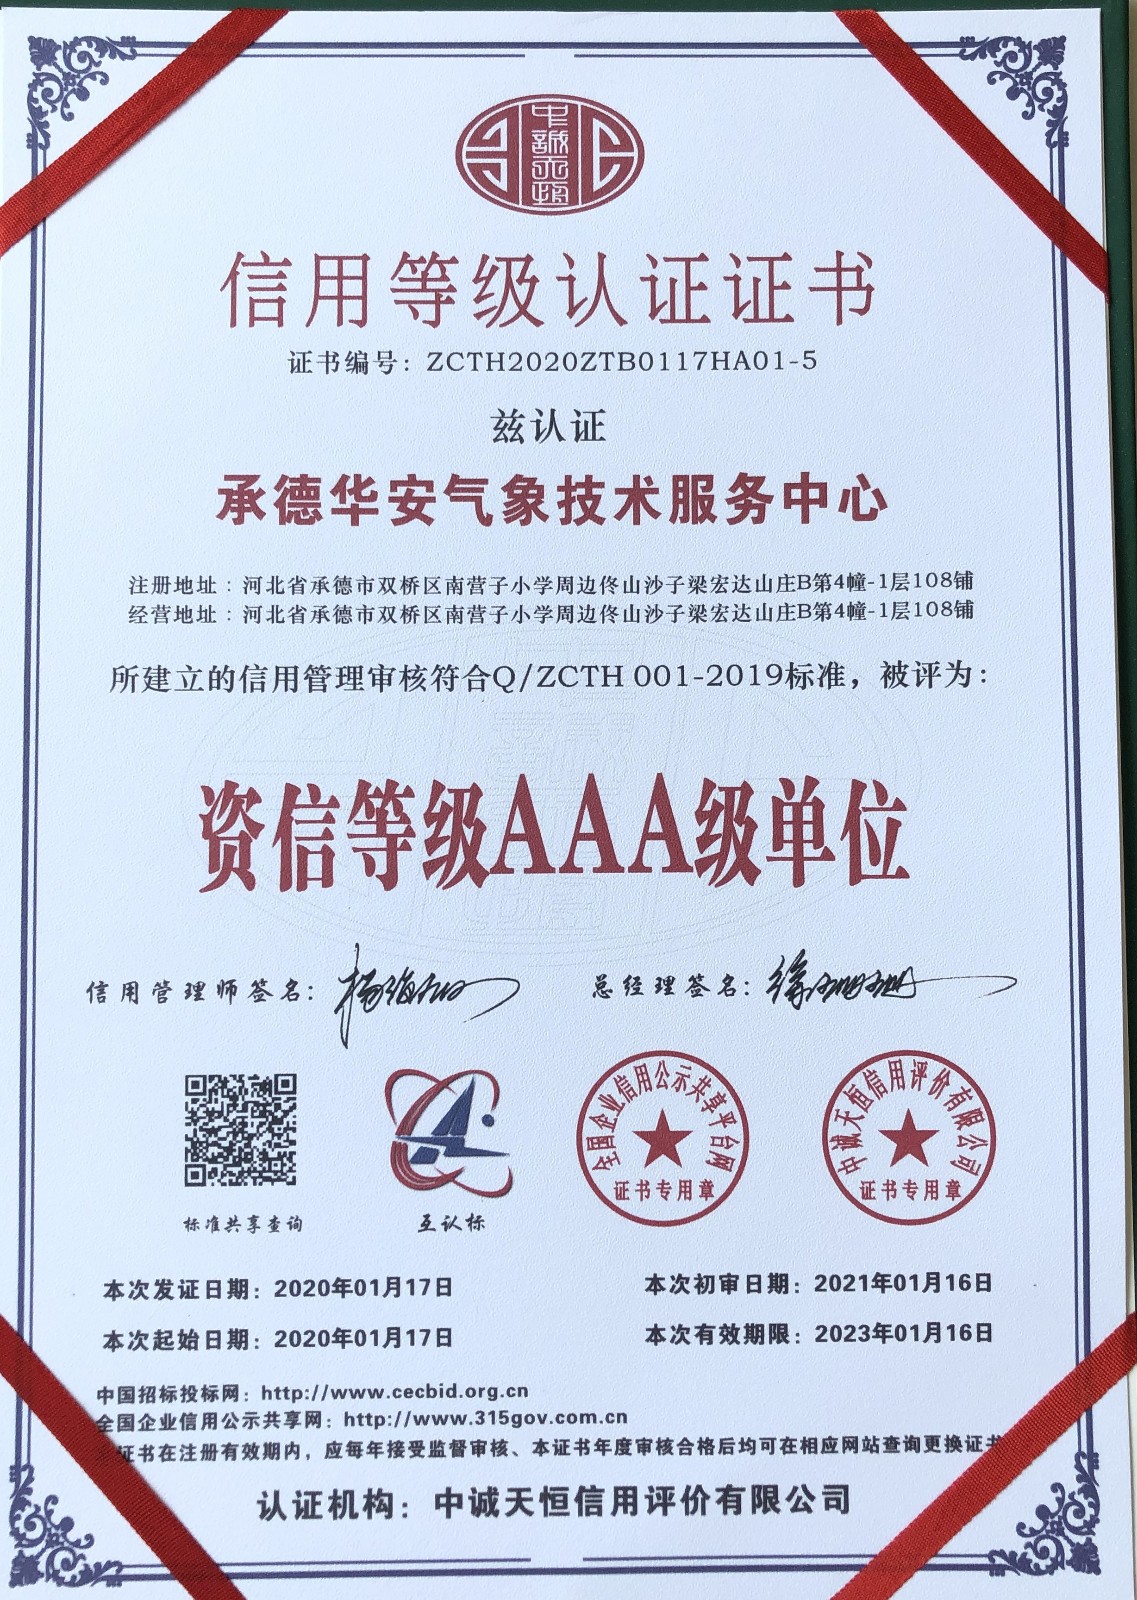 中誠天恒
信用等级认证证书
证书编号：ZCTH2020ZTB0117HA01-5
兹认证
承德华安气象技术服务中心
注册地址：河北省承德市双桥区南营子小学周边佟山沙子梁宏达山庄B第4幢-1层108铺
经营地址：河北省承德市双桥区南营子小学周边佟山沙子梁宏达山庄B第4幢-1层108铺
所建立的信用管理审核符合Q/ZCTH 001-2019标准，被评为：
资信等级AAA级单位
信用管理师签名：
总经理签名：
全国企业信用公示共享平台网
证书专用章
中诚天恒信用评价有限公司
证书专用章
标准共享查询
互认标
本次发证日期：2020年01月17日
本次初审日期：2021年01月16日
本次起始日期：2020年01月17日
本次有效期限：2023年01月16日
中国招标投标网：http://www.cecbid.org.cn
全国企业信用公示共享网：http://www.315gov.com.cn
证书在注册有效期内，应每年接受监督审核、本证书年度审核合格后均可在相应网站查询更换证书
认证机构：中诚天恒信用评价有限公司